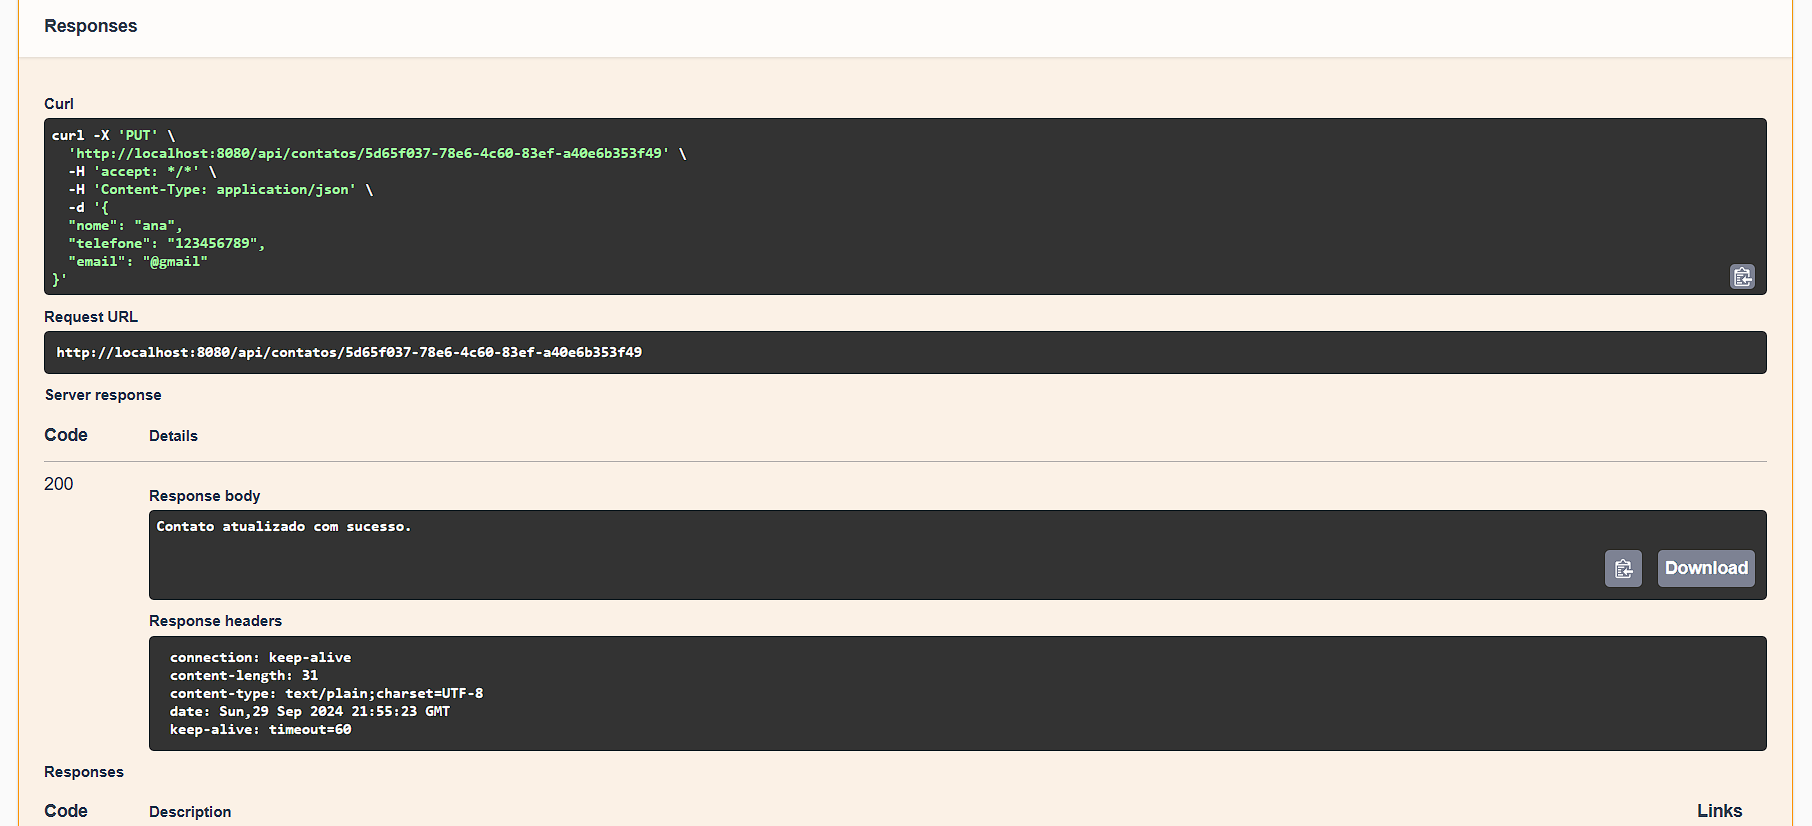 Responses
Curl
curl -X 'PUT' \
'http://localhost:8080/api/contatos/5d65f037-78e6-4c60-83ef-a40e6b353f49' \
-H 'accept: */*' \
-H 'Content-Type: application/json' \
-d '{
"nome": "ana",
"telefone": "123456789",
"email": "@gmail"
}'
Request URL
http://localhost:8080/api/contatos/5d65f037-78e6-4c60-83ef-a40e6b353f49
Server response
Code Details
200
Response body
Contato atualizado com sucesso.
Download
Response headers
connection: keep-alive
content-length: 31
content-type: text/plain;charset=UTF-8
date: Sun,29 Sep 2024 21:55:23 GMT
keep-alive: timeout=60
Responses
Code Description Links